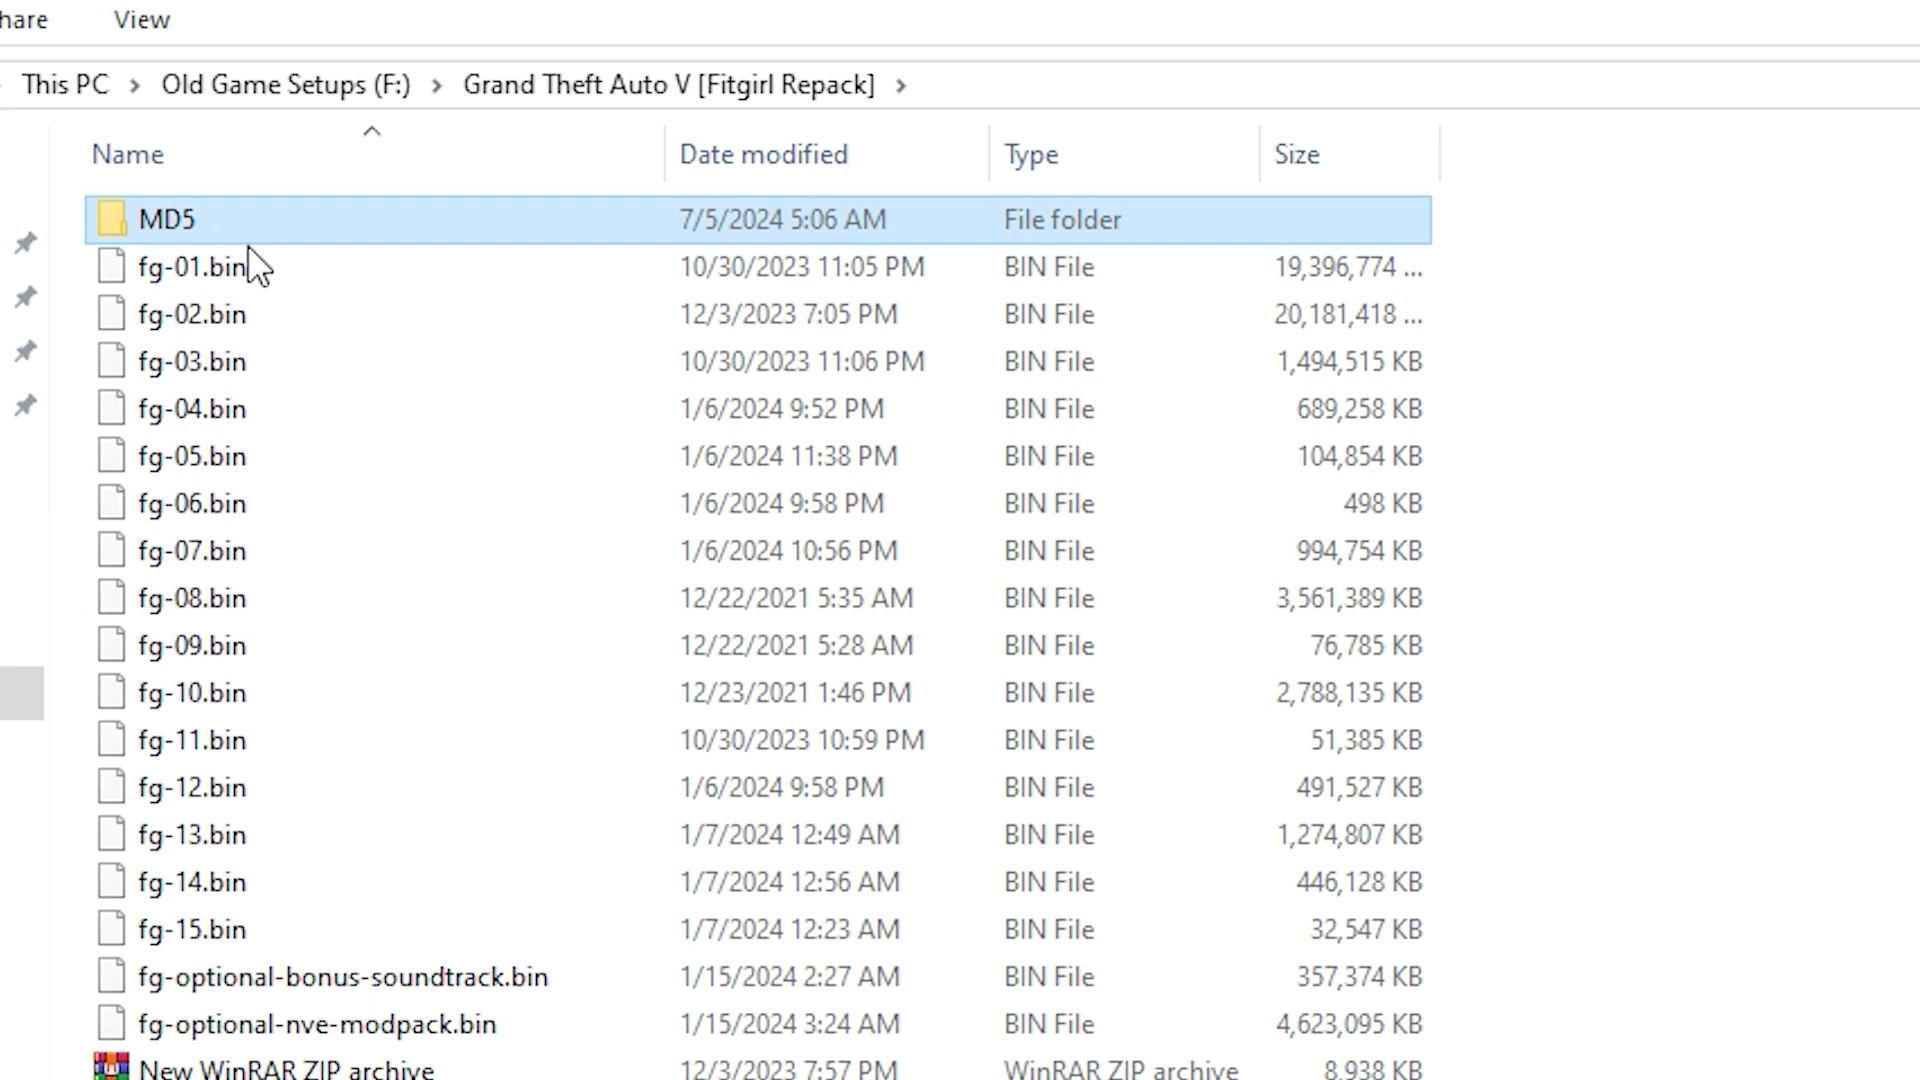 hare View
This PC > Old Game Setups (F:) > Grand Theft Auto V [Fitgirl Repack] >
Name Date modified Type Size
MD5 7/5/2024 5:06 AM File folder
fg-01.bin 10/30/2023 11:05 PM BIN File 19,396,774 ...
fg-02.bin 12/3/2023 7:05 PM BIN File 20,181,418 ...
fg-03.bin 10/30/2023 11:06 PM BIN File 1,494,515 KB
fg-04.bin 1/6/2024 9:52 PM BIN File 689,258 KB
fg-05.bin 1/6/2024 11:38 PM BIN File 104,854 KB
fg-06.bin 1/6/2024 9:58 PM BIN File 498 KB
fg-07.bin 1/6/2024 10:56 PM BIN File 994,754 KB
fg-08.bin 12/22/2021 5:35 AM BIN File 3,561,389 KB
fg-09.bin 12/22/2021 5:28 AM BIN File 76,785 KB
fg-10.bin 12/23/2021 1:46 PM BIN File 2,788,135 KB
fg-11.bin 10/30/2023 10:59 PM BIN File 51,385 KB
fg-12.bin 1/6/2024 9:58 PM BIN File 491,527 KB
fg-13.bin 1/7/2024 12:49 AM BIN File 1,274,807 KB
fg-14.bin 1/7/2024 12:56 AM BIN File 446,128 KB
fg-15.bin 1/7/2024 12:23 AM BIN File 32,547 KB
fg-optional-bonus-soundtrack.bin 1/15/2024 2:27 AM BIN File 357,374 KB
fg-optional-nve-modpack.bin 1/15/2024 3:24 AM BIN File 4,623,095 KB
New WinRAR ZIP archive 12/3/2023 7:57 PM WinRAR ZIP archive 8,938 KB